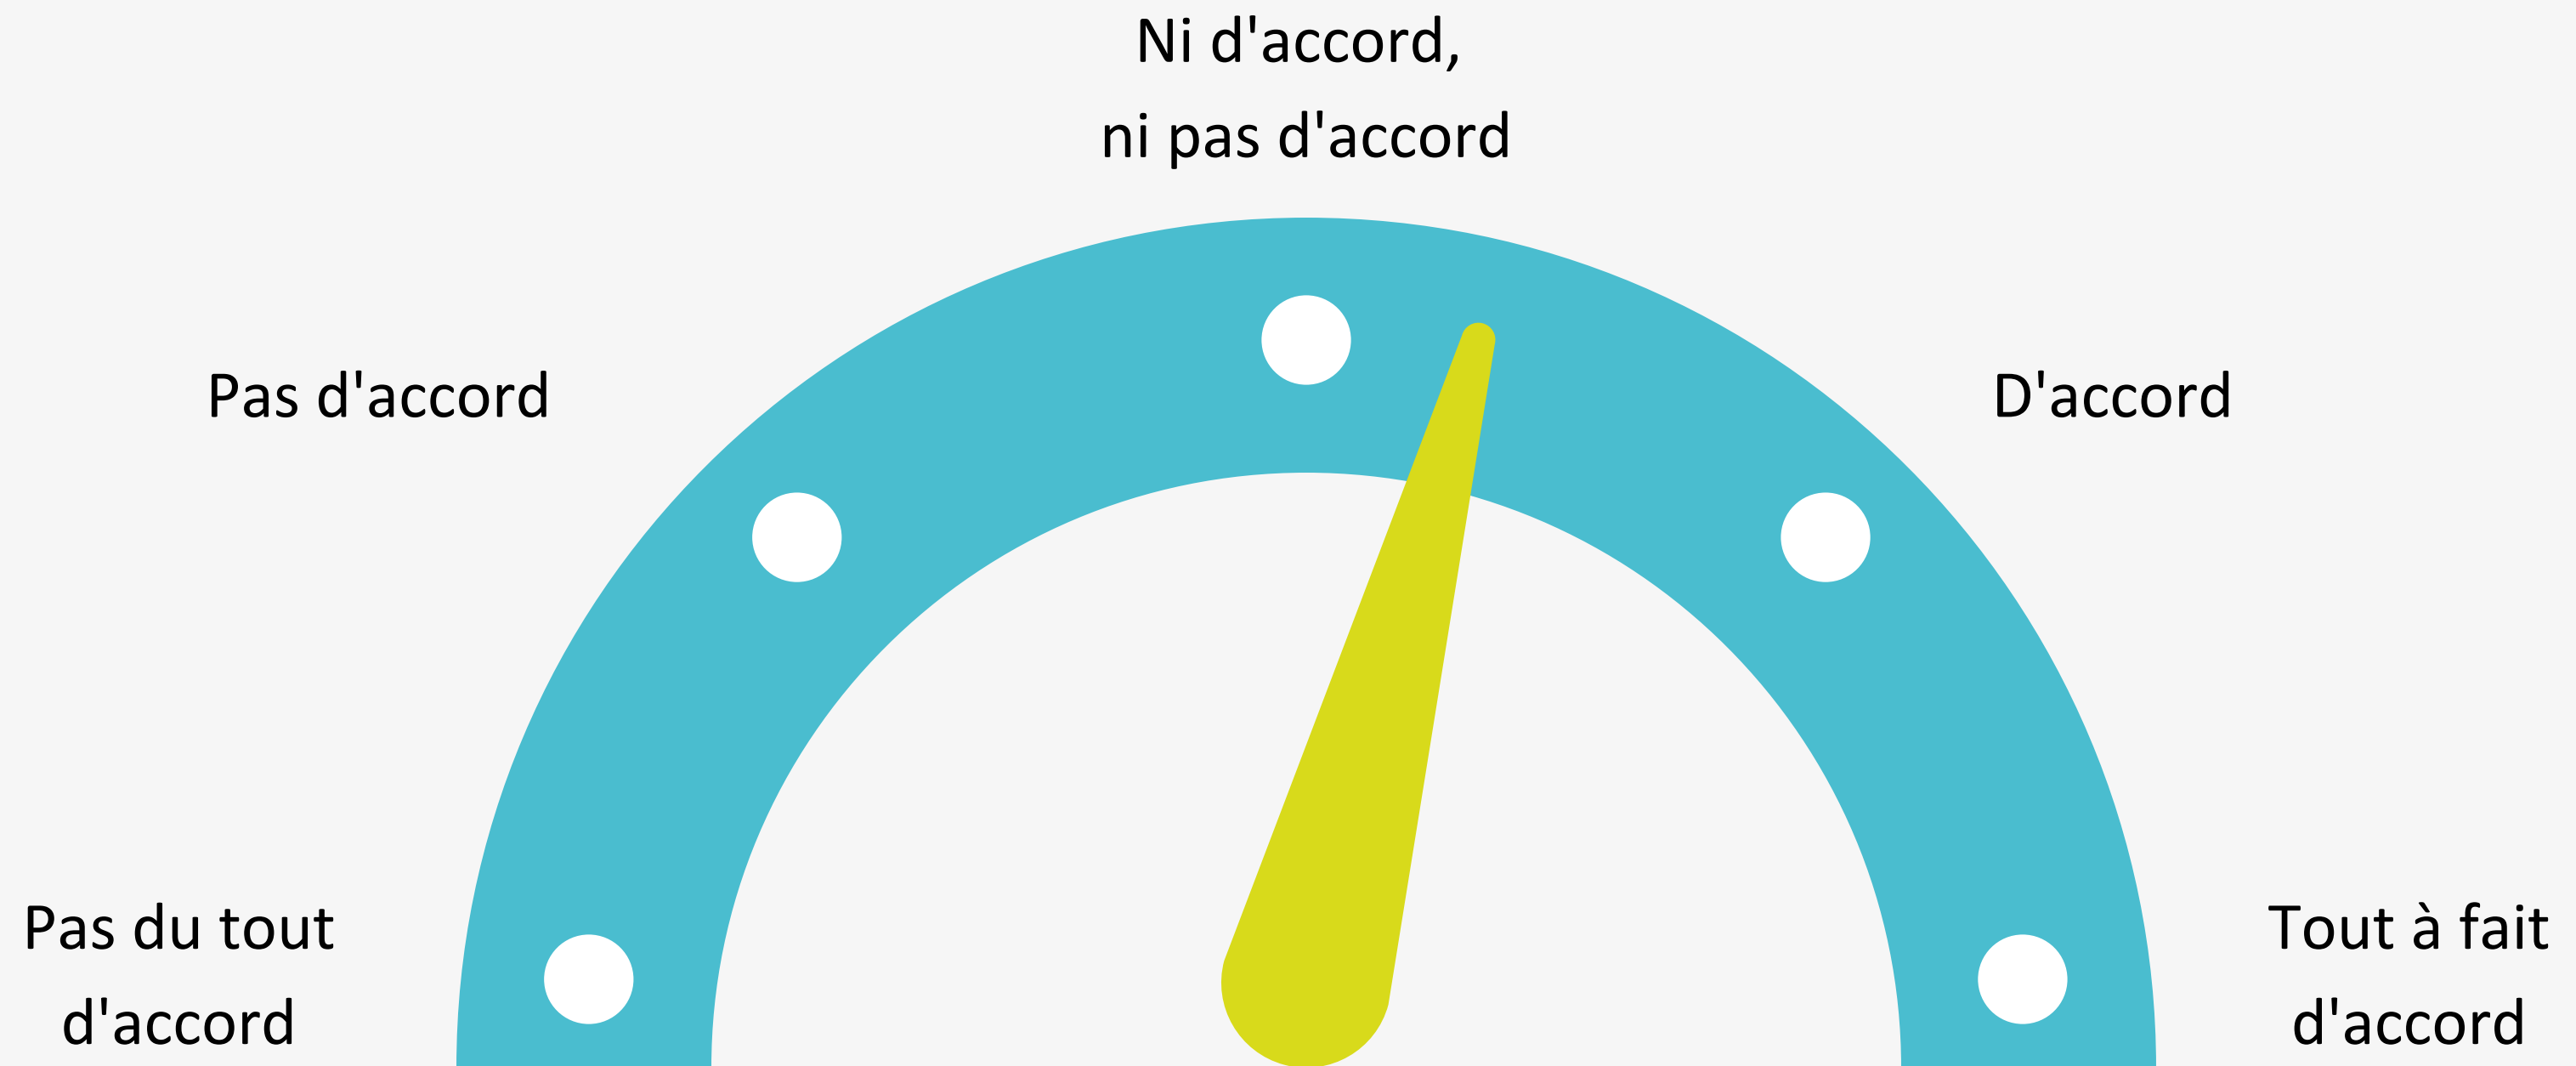 Ni d'accord,
ni pas d'accord
Pas d'accord
D'accord
Pas du tout
d'accord
Tout à fait
d'accord